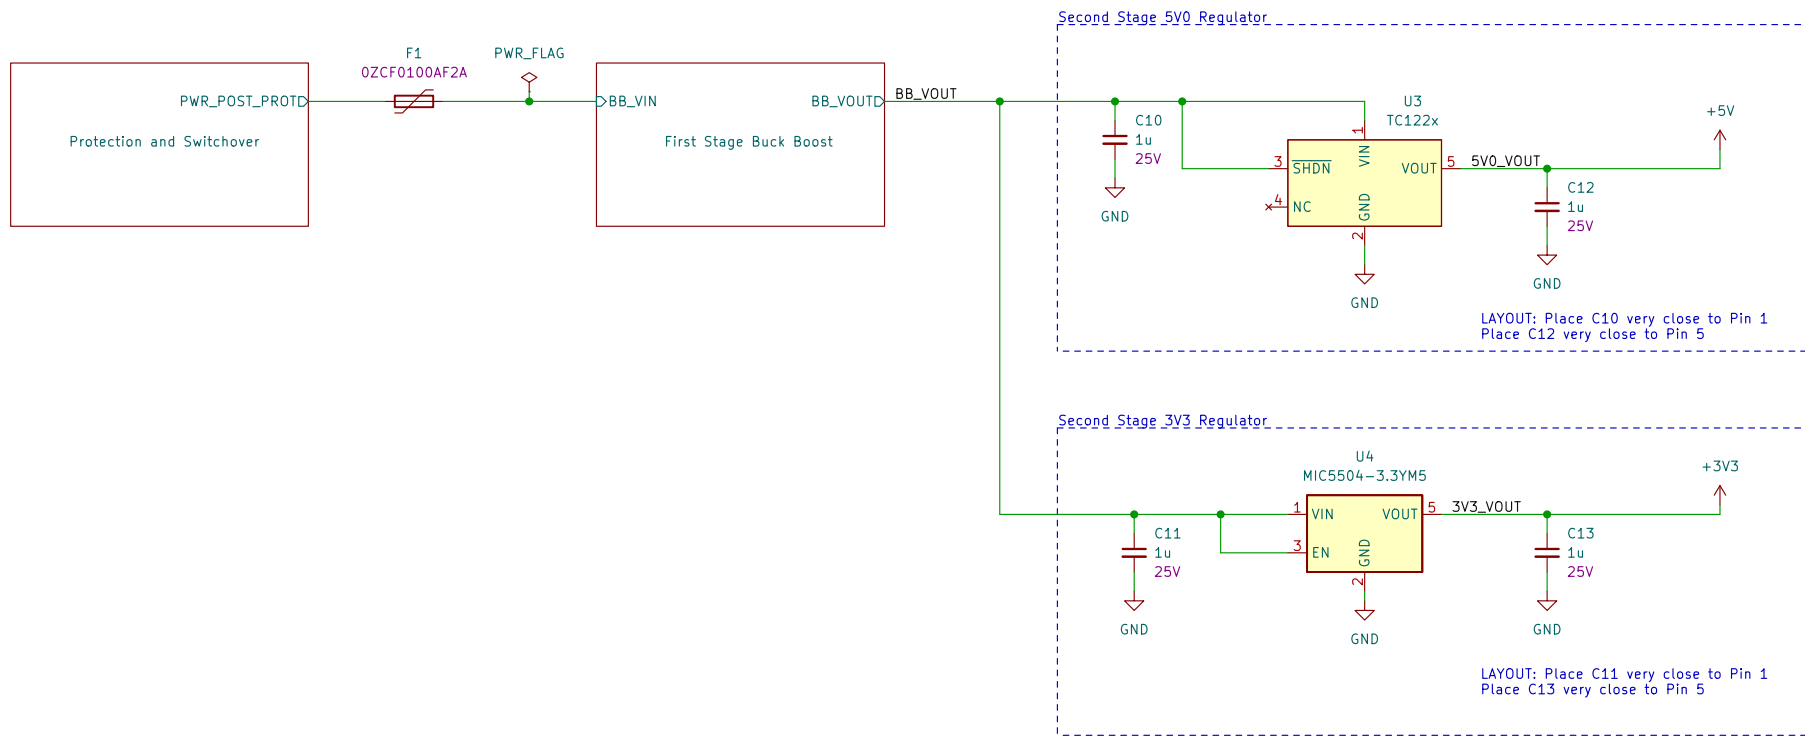 Second Stage 5V0 Regulator
F1
0ZCF0100AF2A
PWR_FLAG
PWR_POST_PROT
Protection and Switchover
BB_VIN
BB_VOUT
First Stage Buck Boost
BB_VOUT
C10
1u
25V
GND
U3
TC122x
1
VIN
3
SHDN
4
NC
GND
2
VOUT
5
GND
5V0_VOUT
+5V
C12
1u
25V
GND
LAYOUT: Place C10 very close to Pin 1
Place C12 very close to Pin 5
Second Stage 3V3 Regulator
U4
MIC5504-3.3YM5
1
VIN
3
EN
GND
2
VOUT
5
GND
C11
1u
25V
GND
3V3_VOUT
+3V3
C13
1u
25V
GND
LAYOUT: Place C11 very close to Pin 1
Place C13 very close to Pin 5